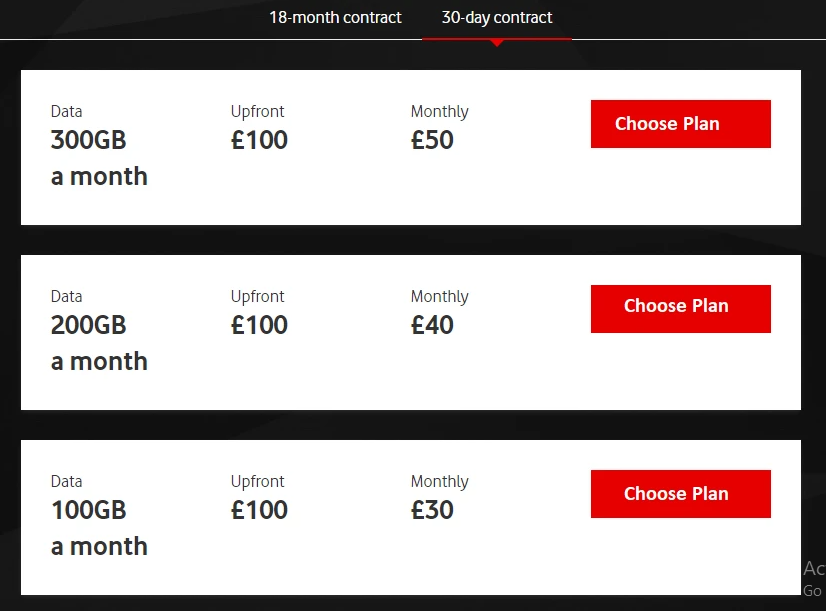 18-month contract 30-day contract
Data Upfront Monthly Choose Plan
300GB £100 £50
a month
Data Upfront Monthly Choose Plan
200GB £100 £40
a month
Data Upfront Monthly Choose Plan
100GB £100 £30
a month
Ac
Go